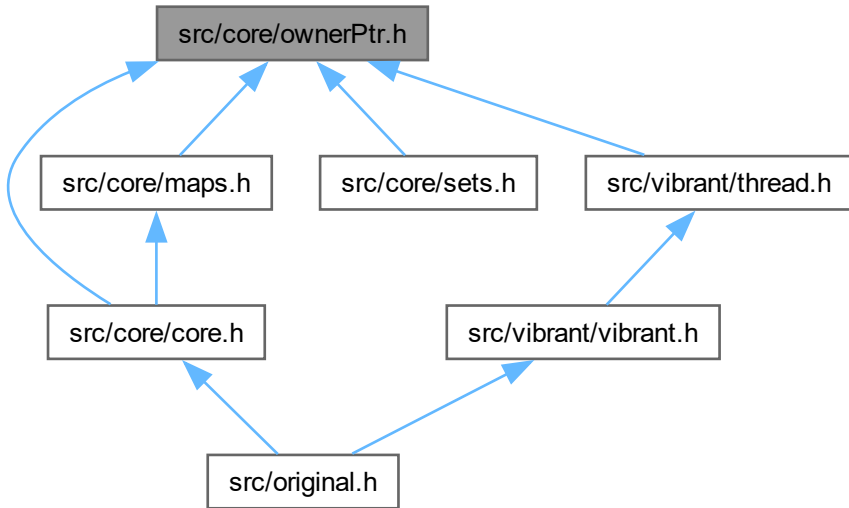 src/core/ownerPtr.h
src/core/maps.h
src/core/sets.h
src/vibrant/thread.h
src/core/core.h
src/vibrant/vibrant.h
src/original.h